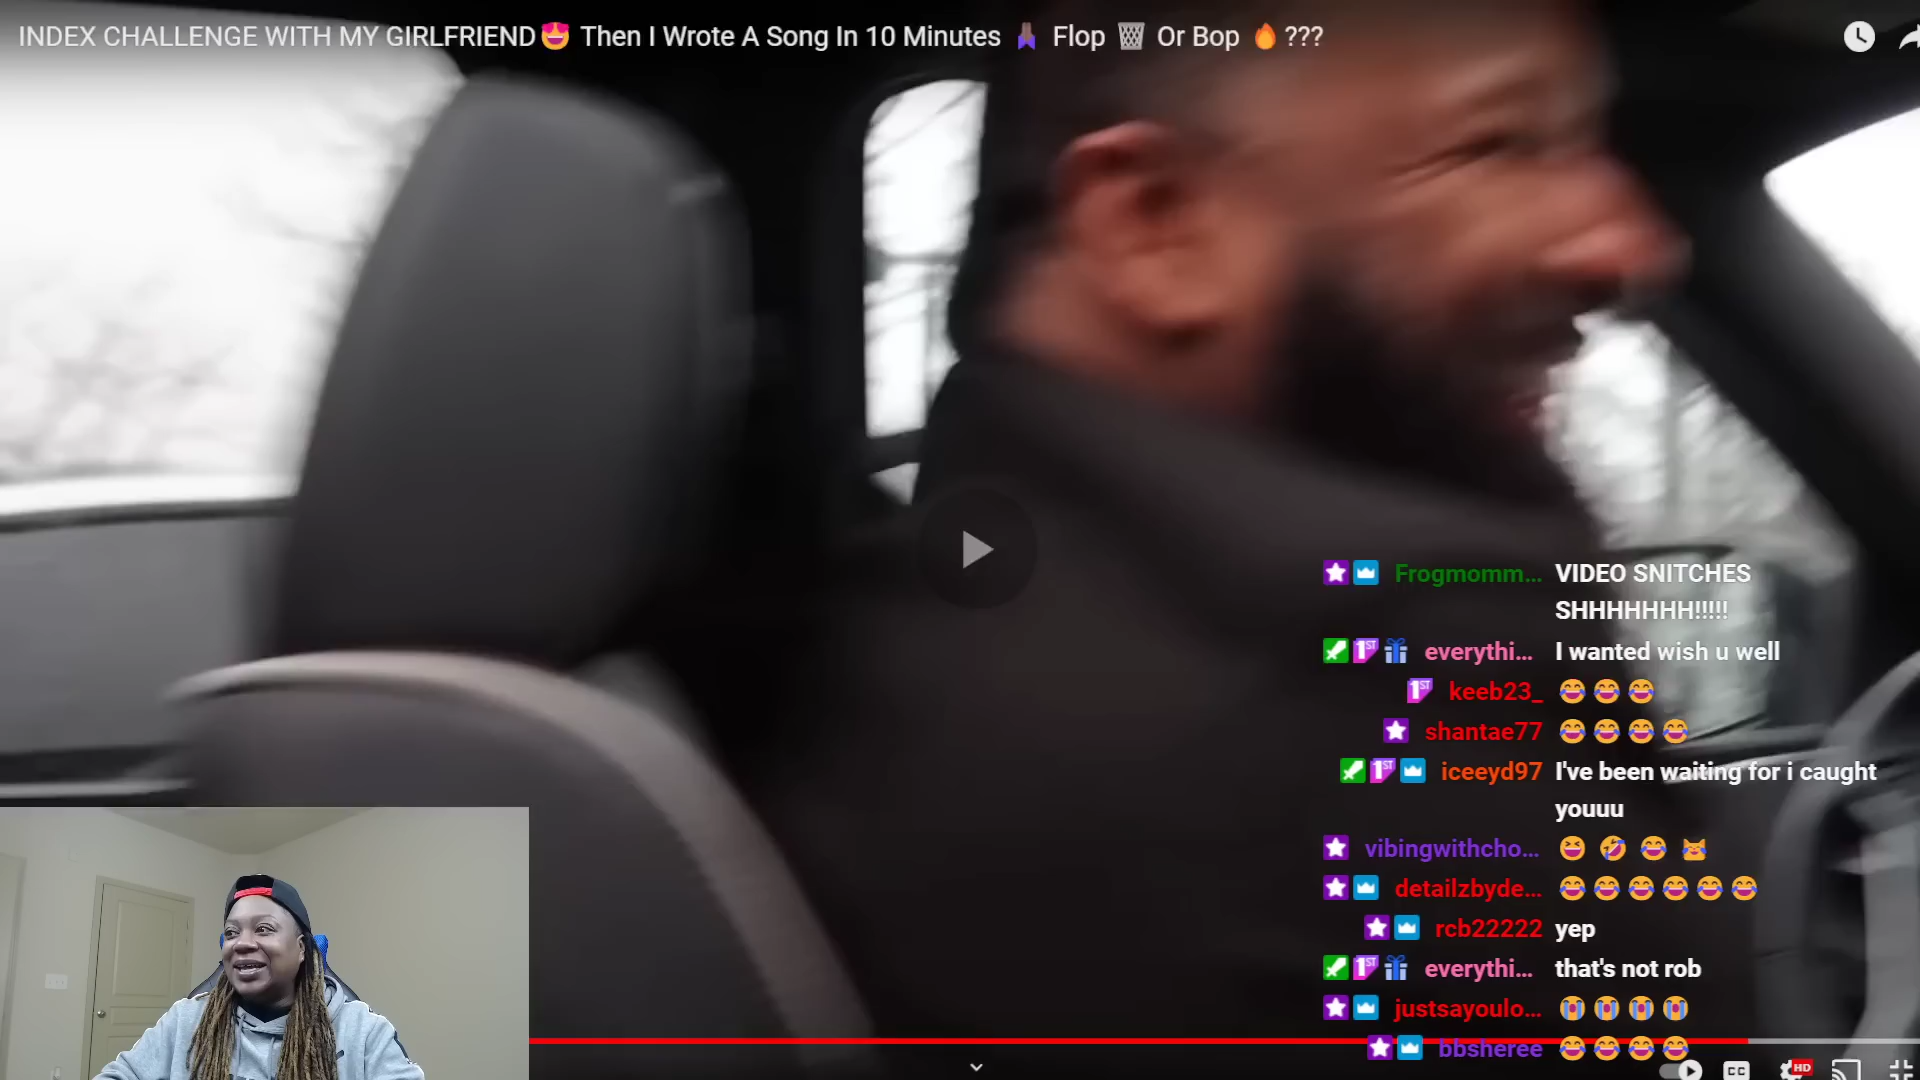 INDEX CHALLENGE WITH MY GIRLFRIEND😍 Then I Wrote A Song In 10 Minutes 🙏🏾 Flop 🗑️ Or Bop 🔥 ???
Frogmomm... VIDEO SNITCHES
SHHHHHHH!!!!!
everythi... I wanted wish u well
keeb23_ 😂 😂 😂
shantae77 😂 😂 😂 😂
iceeyd97 I've been waiting for i caught
youuu
vibingwithcho... 😆 🤣 😂 😹
detailzbyde... 😂 😂 😂 😂 😂 😂
rcb22222 yep
everythi... that's not rob
justsayoulo... 😭 😭 😭 😭
bbsheree 😂 😂 😂 😂
CC HD